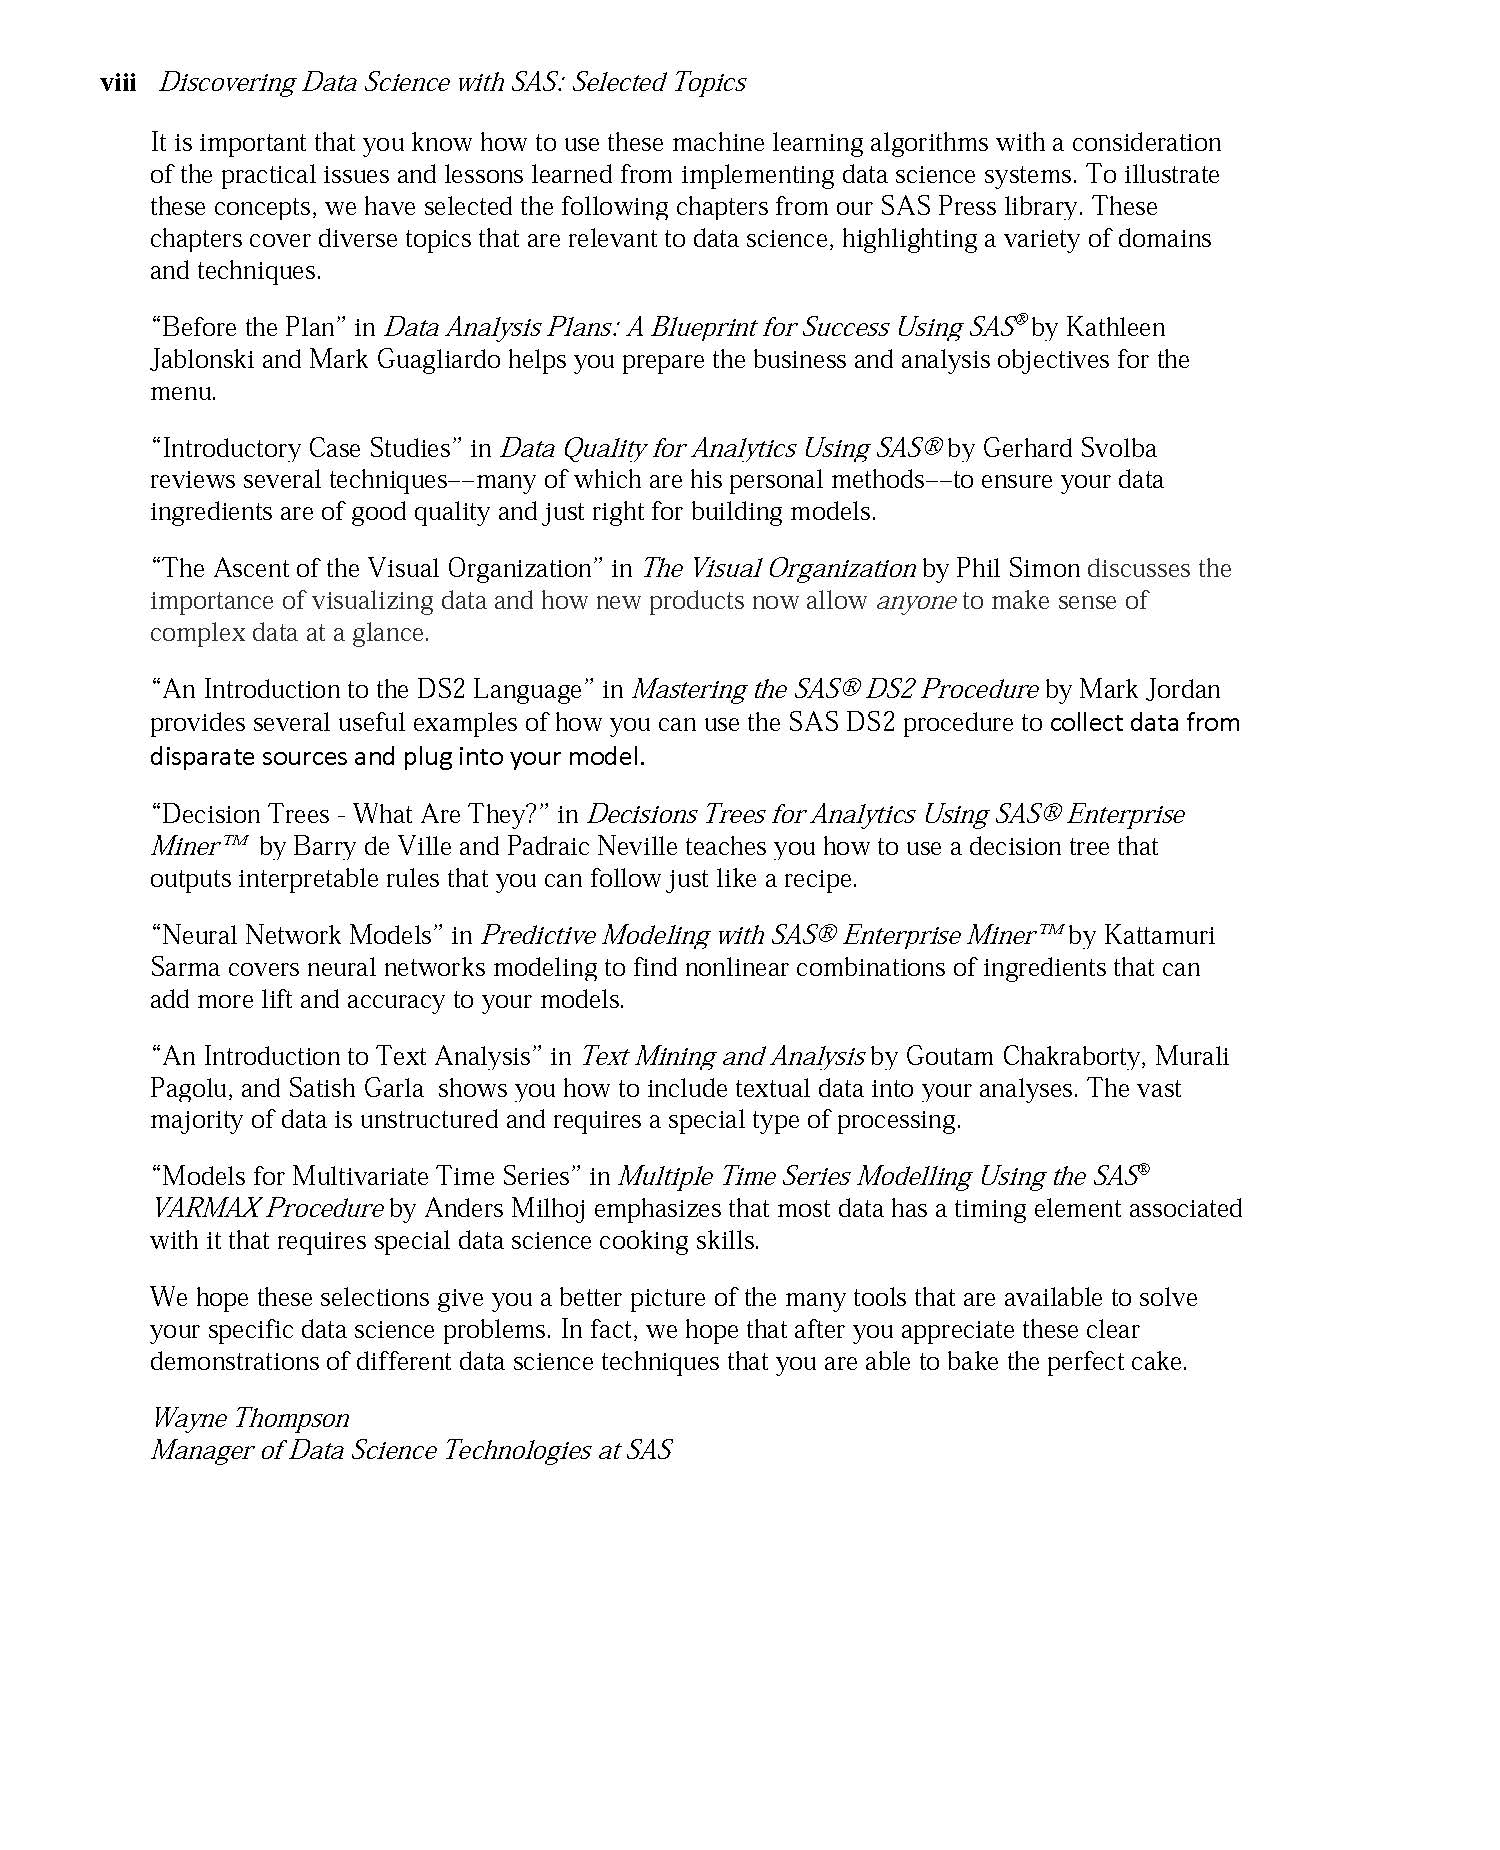 viii Discovering Data Science with SAS: Selected Topics
It is important that you know how to use these machine learning algorithms with a consideration
of the practical issues and lessons learned from implementing data science systems. To illustrate
these concepts, we have selected the following chapters from our SAS Press library. These
chapters cover diverse topics that are relevant to data science, highlighting a variety of domains
and techniques.
“Before the Plan” in Data Analysis Plans: A Blueprint for Success Using SAS® by Kathleen
Jablonski and Mark Guagliardo helps you prepare the business and analysis objectives for the
menu.
“Introductory Case Studies” in Data Quality for Analytics Using SAS® by Gerhard Svolba
reviews several techniques––many of which are his personal methods––to ensure your data
ingredients are of good quality and just right for building models.
“The Ascent of the Visual Organization” in The Visual Organization by Phil Simon discusses the
importance of visualizing data and how new products now allow anyone to make sense of
complex data at a glance.
“An Introduction to the DS2 Language” in Mastering the SAS® DS2 Procedure by Mark Jordan
provides several useful examples of how you can use the SAS DS2 procedure to collect data from
disparate sources and plug into your model.
“Decision Trees - What Are They?” in Decisions Trees for Analytics Using SAS® Enterprise
Miner™ by Barry de Ville and Padraic Neville teaches you how to use a decision tree that
outputs interpretable rules that you can follow just like a recipe.
“Neural Network Models” in Predictive Modeling with SAS® Enterprise Miner™ by Kattamuri
Sarma covers neural networks modeling to find nonlinear combinations of ingredients that can
add more lift and accuracy to your models.
“An Introduction to Text Analysis” in Text Mining and Analysis by Goutam Chakraborty, Murali
Pagolu, and Satish Garla shows you how to include textual data into your analyses. The vast
majority of data is unstructured and requires a special type of processing.
“Models for Multivariate Time Series” in Multiple Time Series Modelling Using the SAS®
VARMAX Procedure by Anders Milhoj emphasizes that most data has a timing element associated
with it that requires special data science cooking skills.
We hope these selections give you a better picture of the many tools that are available to solve
your specific data science problems. In fact, we hope that after you appreciate these clear
demonstrations of different data science techniques that you are able to bake the perfect cake.
Wayne Thompson
Manager of Data Science Technologies at SAS